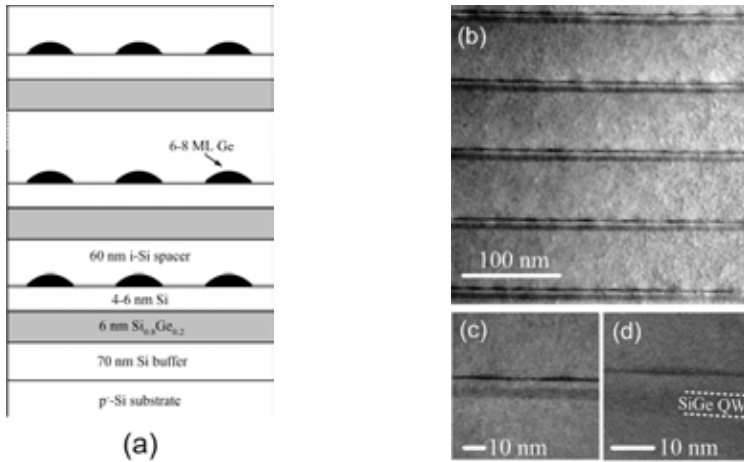 6-8 ML Ge
60 nm i-Si spacer
4-6 nm Si
6 nm Si0.8Ge0.2
70 nm Si buffer
p--Si substrate
(a)
(b)
100 nm
(c)
10 nm
(d)
SiGe QW
10 nm